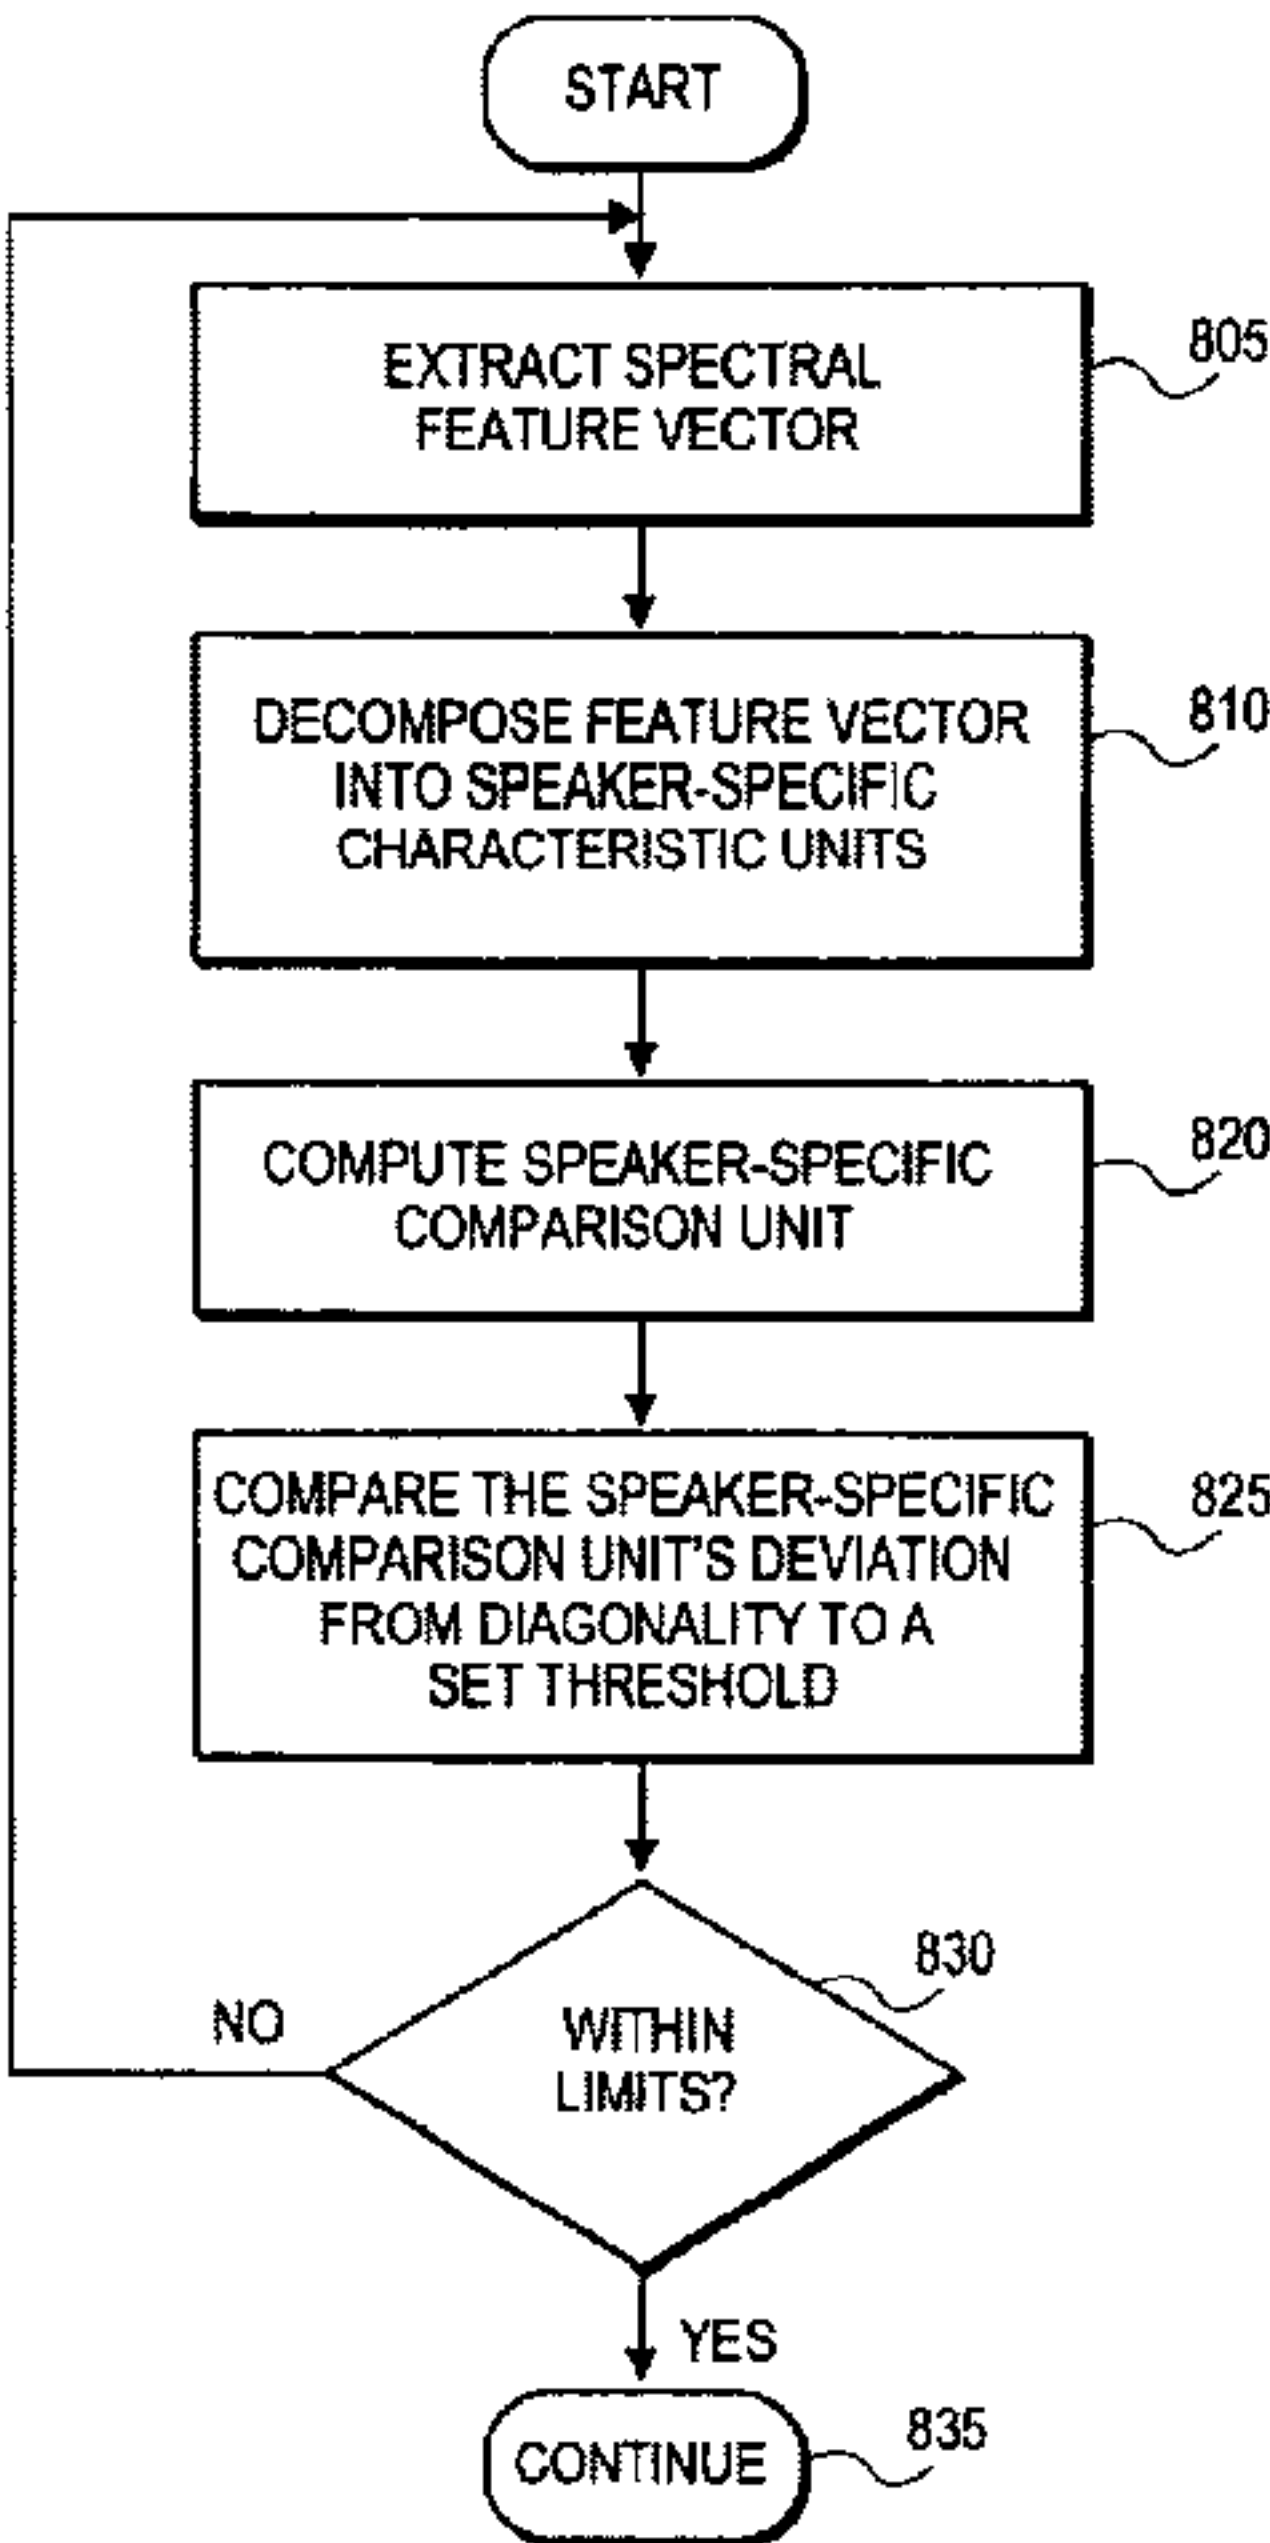 START
EXTRACT SPECTRAL
FEATURE VECTOR
805
DECOMPOSE FEATURE VECTOR
INTO SPEAKER-SPECIFIC
CHARACTERISTIC UNITS
810
COMPUTE SPEAKER-SPECIFIC
COMPARISON UNIT
820
COMPARE THE SPEAKER-SPECIFIC
COMPARISON UNIT'S DEVIATION
FROM DIAGONALITY TO A
SET THRESHOLD
825
WITHIN
LIMITS?
830
NO
YES
CONTINUE
835